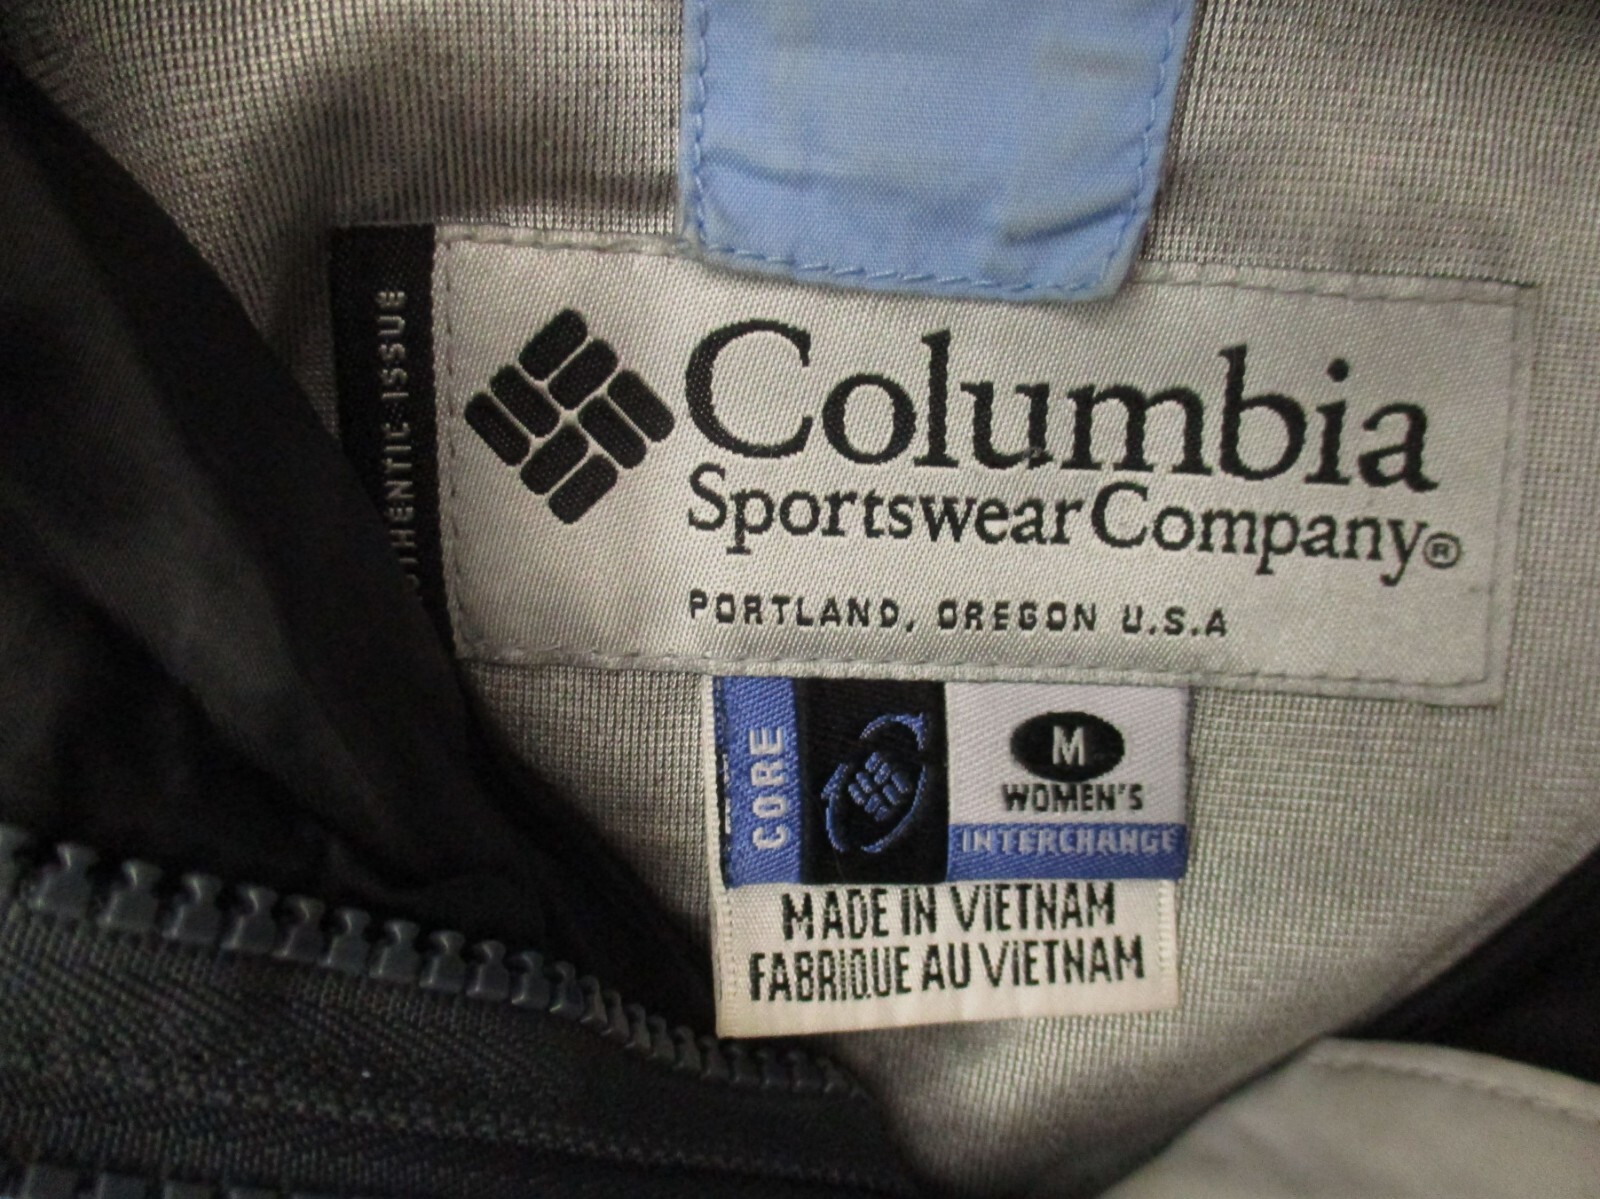 AUTHENTIC ISSUE
Columbia
Sportswear Company®
PORTLAND, OREGON U.S.A
CORE
M
WOMEN'S
INTERCHANGE
MADE IN VIETNAM
FABRIQUE AU VIETNAM